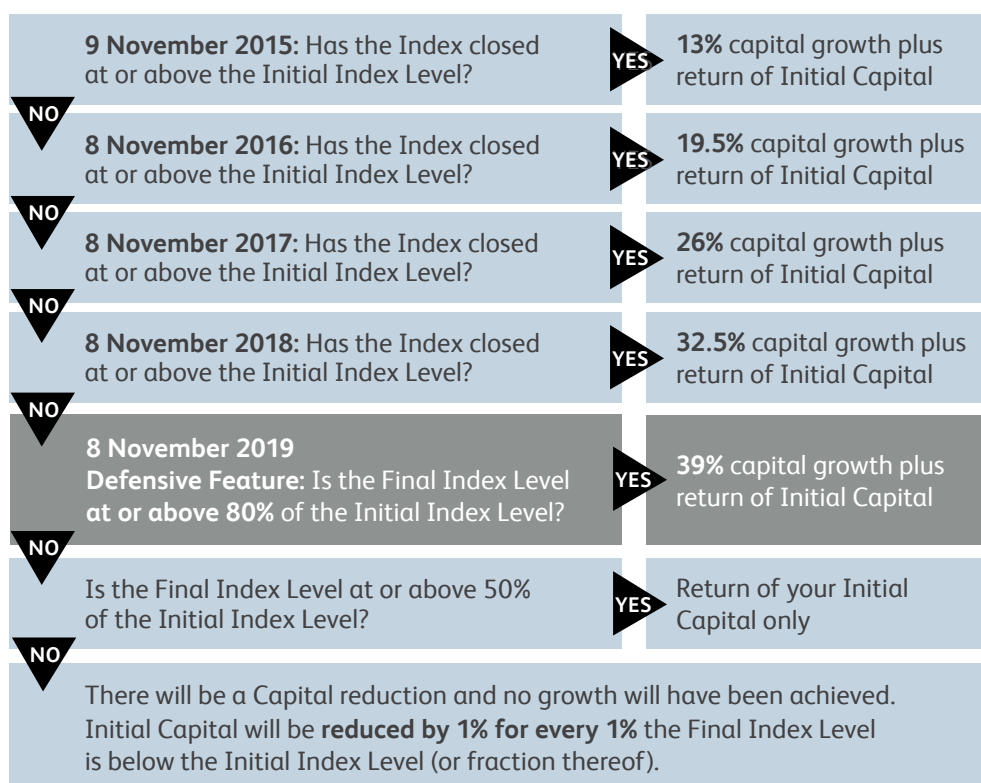 9 November 2015: Has the Index closed
at or above the Initial Index Level?
YES
13% capital growth plus
return of Initial Capital
NO
8 November 2016: Has the Index closed
at or above the Initial Index Level?
YES
19.5% capital growth plus
return of Initial Capital
NO
8 November 2017: Has the Index closed
at or above the Initial Index Level?
YES
26% capital growth plus
return of Initial Capital
NO
8 November 2018: Has the Index closed
at or above the Initial Index Level?
YES
32.5% capital growth plus
return of Initial Capital
NO
8 November 2019
Defensive Feature: Is the Final Index Level
at or above 80% of the Initial Index Level?
YES
39% capital growth plus
return of Initial Capital
NO
Is the Final Index Level at or above 50%
of the Initial Index Level?
YES
Return of your Initial
Capital only
NO
There will be a Capital reduction and no growth will have been achieved.
Initial Capital will be reduced by 1% for every 1% the Final Index Level
is below the Initial Index Level (or fraction thereof).